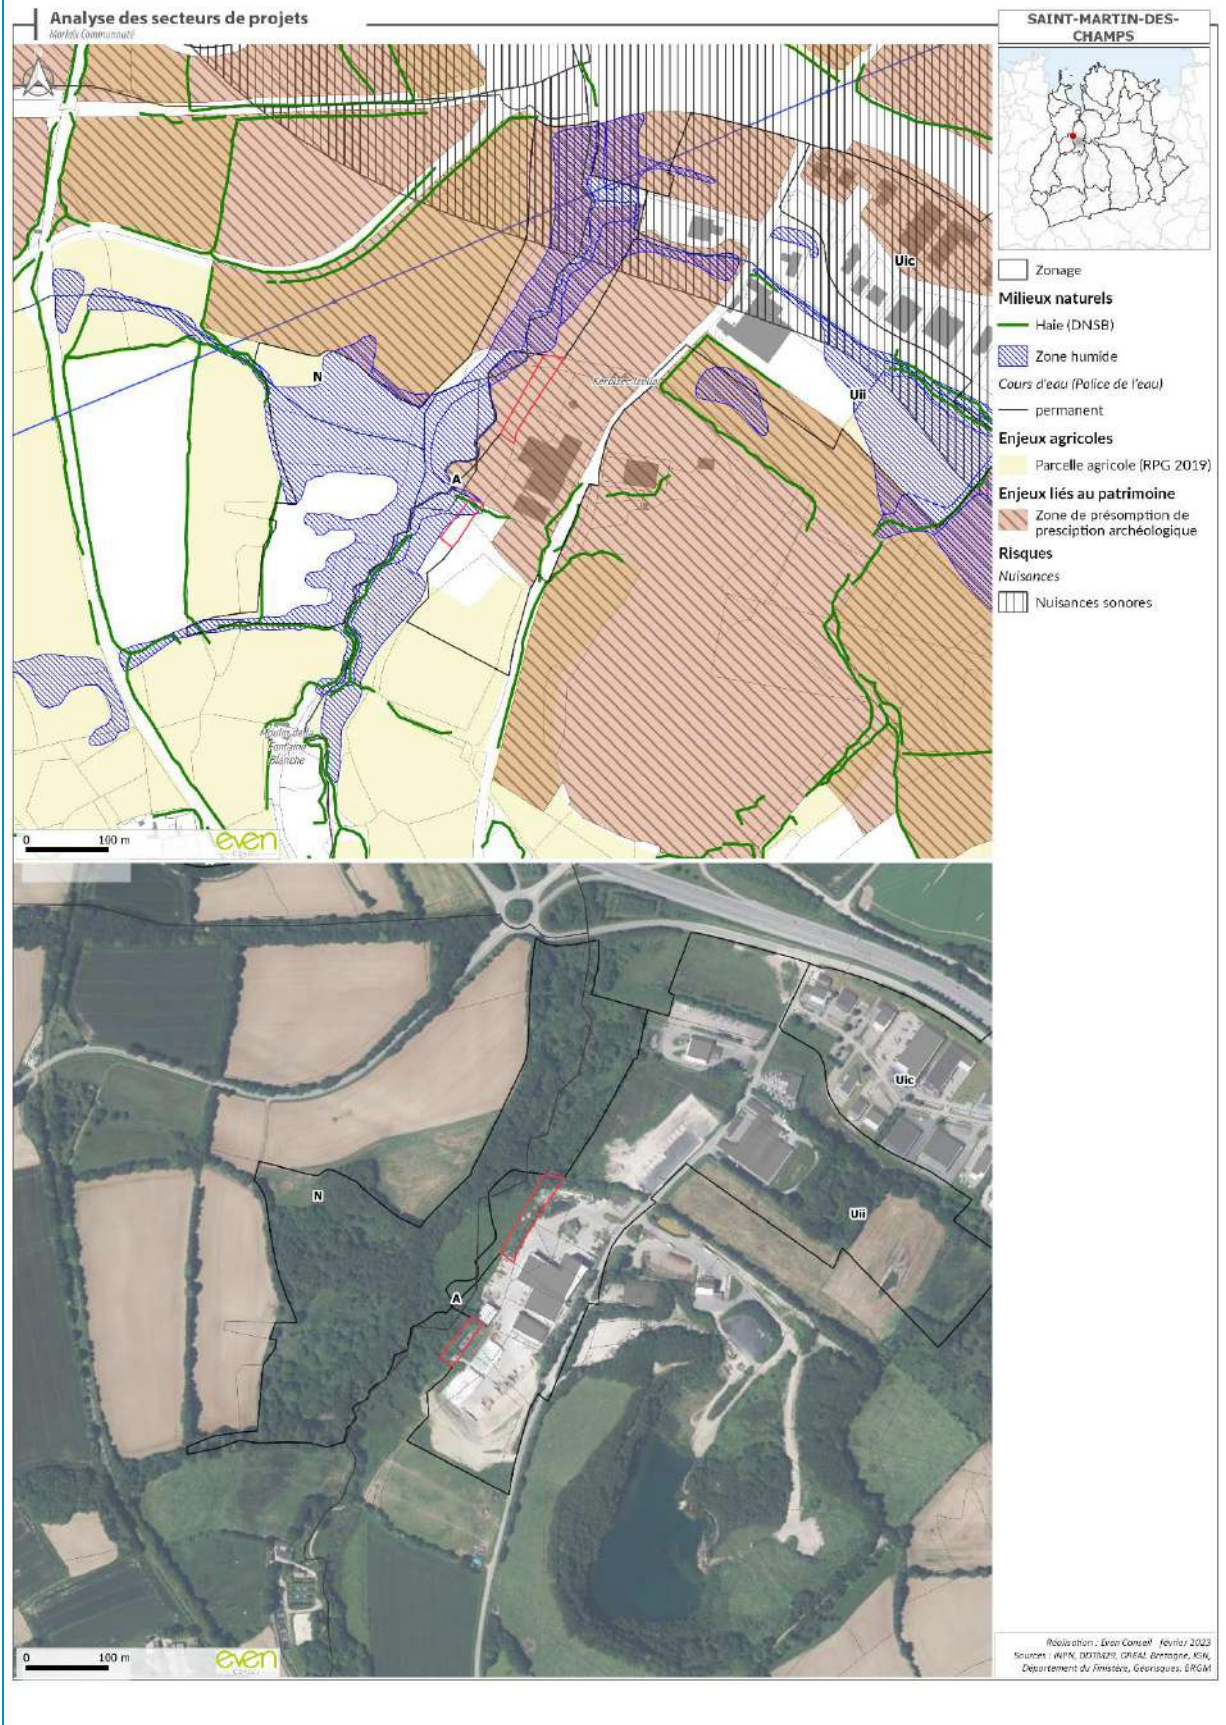 Analyse des secteurs de projets
Morlaix Communauté
SAINT-MARTIN-DES-
CHAMPS
Zonage
Milieux naturels
Haie (DNSB)
Zone humide
Cours d'eau (Police de l'eau)
permanent
Enjeux agricoles
Parcelle agricole (RPG 2019)
Enjeux liés au patrimoine
Zone de présomption de
presciption archéologique
Risques
Nuisances
Nuisances sonores
Uic
N
Uii
A
Moulin de la
Fontaine
Blanche
0 100 m
even
CONSEIL
Uic
N
Uii
A
0 100 m
even
CONSEIL
Réalisation : Even Conseil février 2023
Sources : INPN, DDTM29, DREAL Bretagne, IGN,
Département du Finistère, Géorisques, BRGM